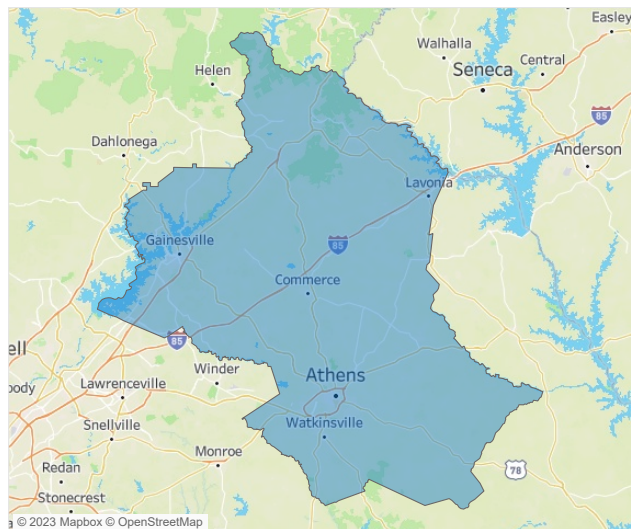 Easley
Walhalla
Central
Helen
Seneca
85
Dahlonega
Anderson
Lavonia
Gainesville
85
Commerce
85
ell
Winder
Athens
ody
Lawrenceville
Snellville
Watkinsville
Monroe
78
Redan
Stonecrest
a
© 2023 Mapbox © OpenStreetMap